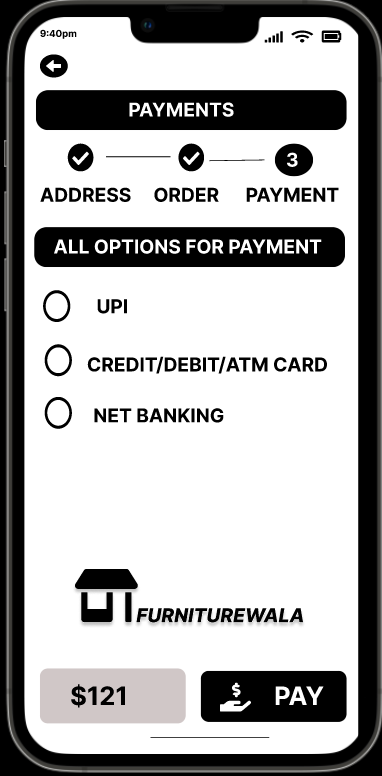 9:40pm
PAYMENTS
3
ADDRESS ORDER PAYMENT
ALL OPTIONS FOR PAYMENT
UPI
CREDIT/DEBIT/ATM CARD
NET BANKING
FURNITUREWALA
$121 $ PAY